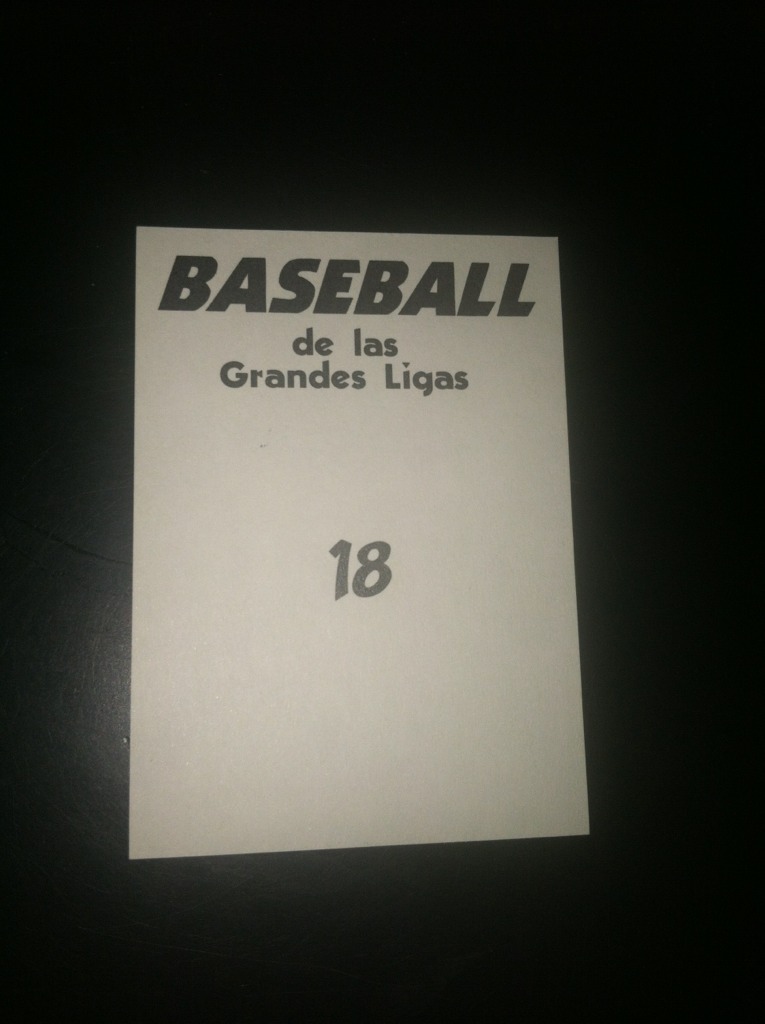 BASEBALL
de las
Grandes Ligas
18